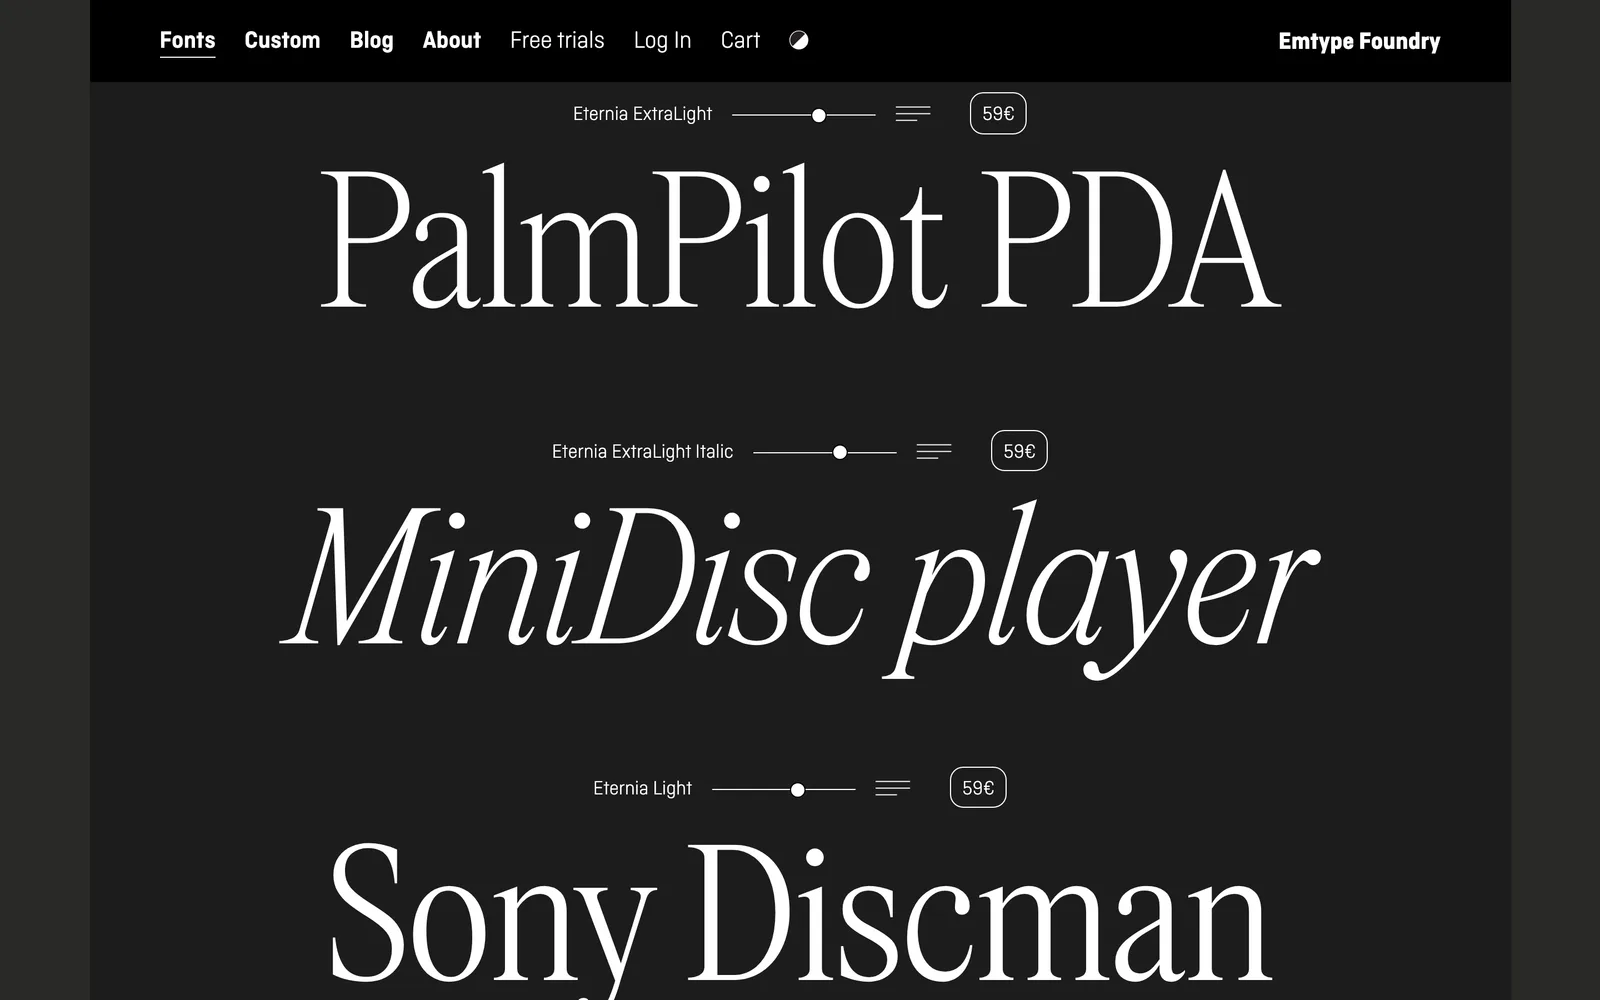 Fonts Custom Blog About Free trials Log In Cart Emtype Foundry
Eternia ExtraLight 59€
PalmPilot PDA
Eternia ExtraLight Italic 59€
MiniDisc player
Eternia Light 59€
Sony Discman